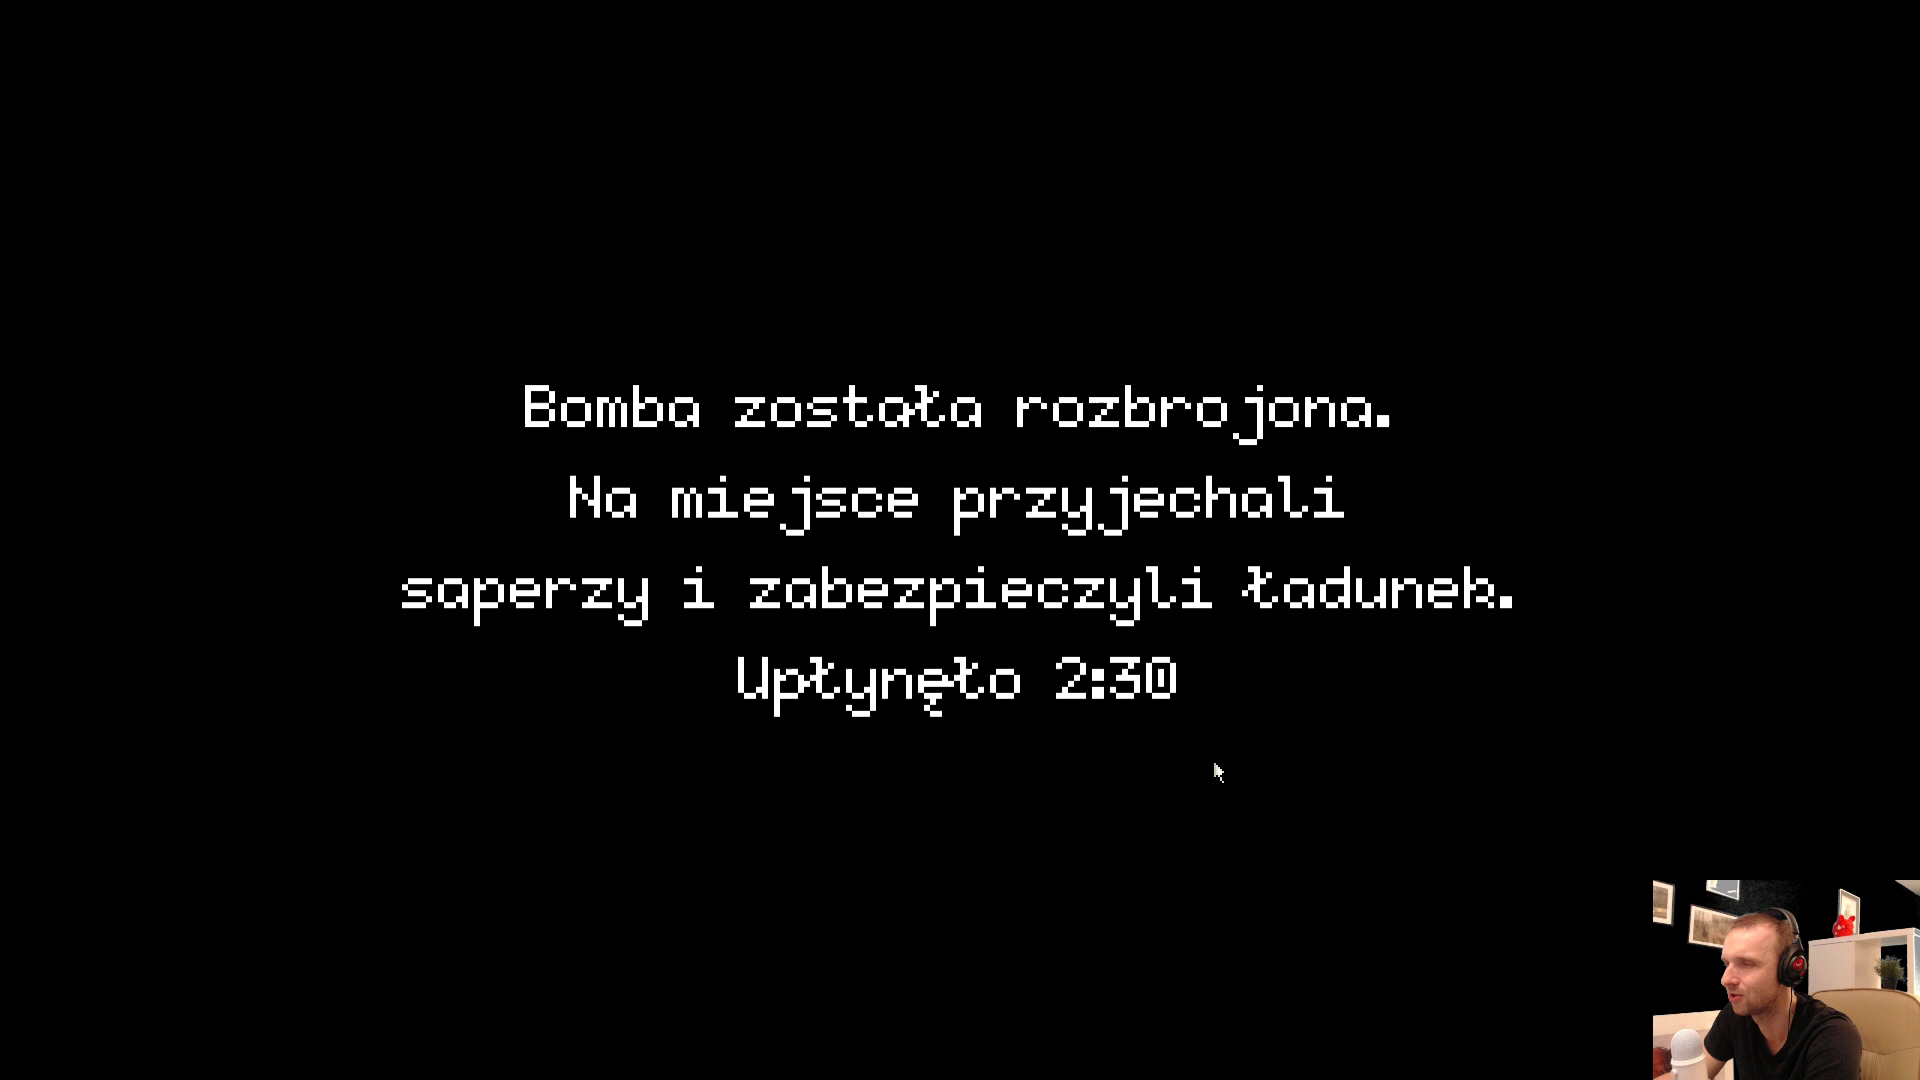 Bomba została rozbrojona.
Na miejsce przyjechali
saperzy i zabezpieczyli ładunek.
Upłynęło 2:30